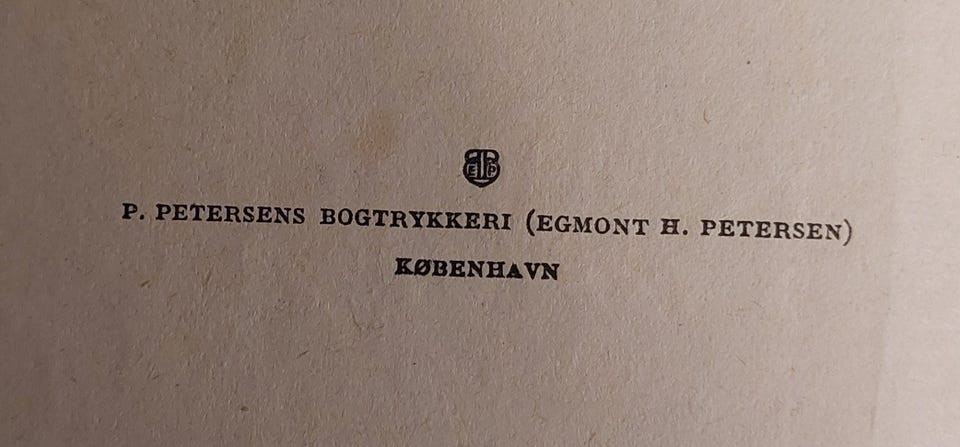 P. PETERSENS BOGTRYKKERI (EGMONT H. PETERSEN)
KØBENHAVN